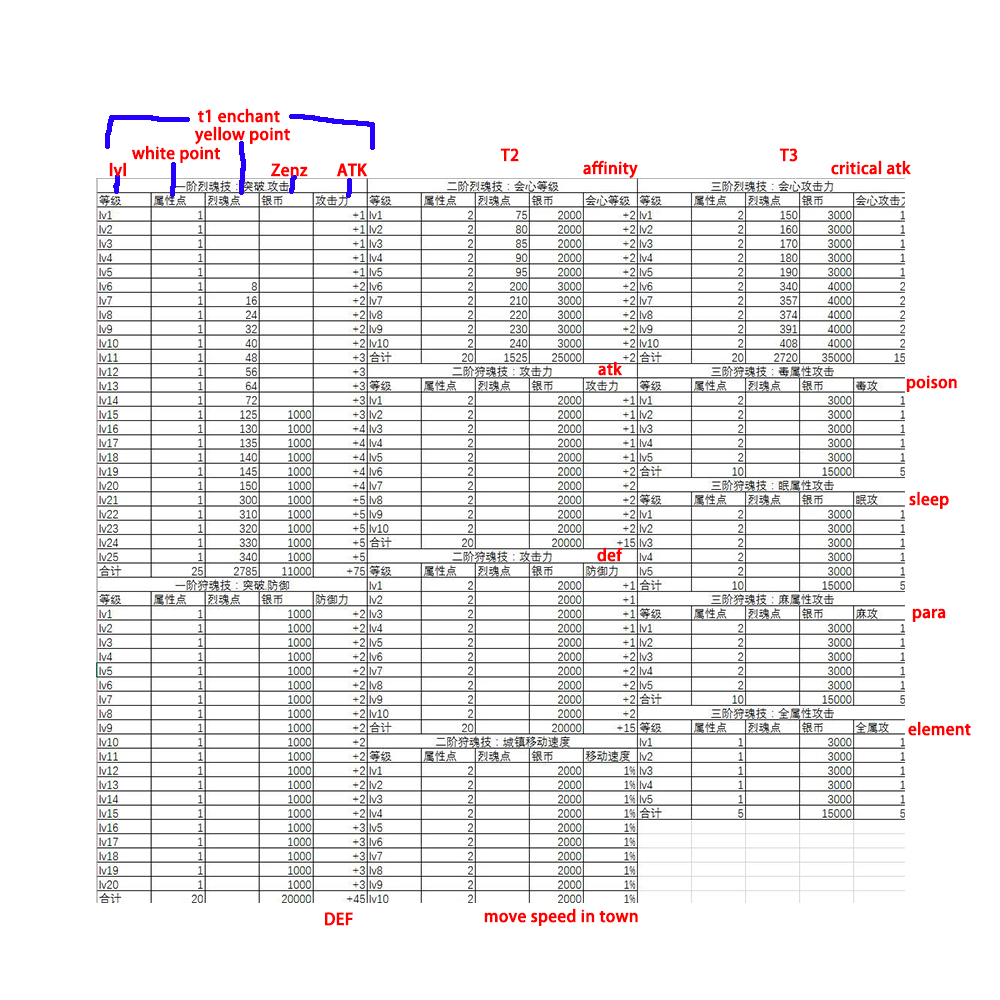 t1 enchant
yellow point
white point
T2
T3
lvl Zenz ATK affinity critical atk
一阶烈魂技：突破.攻击 二阶烈魂技：会心等级 三阶烈魂技：会心攻击力
等级 属性点 烈魂点 银币 攻击力 等级 属性点 烈魂点 银币 会心等级 等级 属性点 烈魂点 银币 会心攻击
lv1 1 +1 lv1 2 75 2000 +2 lv1 2 150 3000 1
lv2 1 +1 lv2 2 80 2000 +2 lv2 2 160 3000 1
lv3 1 +1 lv3 2 85 2000 +2 lv3 2 170 3000 1
lv4 1 +1 lv4 2 90 2000 +2 lv4 2 180 3000 1
lv5 1 +1 lv5 2 95 2000 +2 lv5 2 190 3000 1
lv6 1 8 +2 lv6 2 200 3000 +2 lv6 2 340 4000 2
lv7 1 16 +2 lv7 2 210 3000 +2 lv7 2 357 4000 2
lv8 1 24 +2 lv8 2 220 3000 +2 lv8 2 374 4000 2
lv9 1 32 +2 lv9 2 230 3000 +2 lv9 2 391 4000 2
lv10 1 40 +2 lv10 2 240 3000 +2 lv10 2 408 4000 2
lv11 1 48 +3 合计 20 1525 25000 +2 合计 20 2720 35000 15
lv12 1 56 +3 二阶狩魂技：攻击力 atk 三阶狩魂技：毒属性攻击
lv13 1 64 +3 等级 属性点 烈魂点 银币 攻击力 等级 属性点 烈魂点 银币 毒攻 poison
lv14 1 72 +3 lv1 2 2000 +1 lv1 2 3000 1
lv15 1 125 1000 +3 lv2 2 2000 +1 lv2 2 3000 1
lv16 1 130 1000 +4 lv3 2 2000 +1 lv3 2 3000 1
lv17 1 135 1000 +4 lv4 2 2000 +1 lv4 2 3000 1
lv18 1 140 1000 +4 lv5 2 2000 +1 lv5 2 3000 1
lv19 1 145 1000 +4 lv6 2 2000 +2 合计 10 15000 5
lv20 1 150 1000 +4 lv7 2 2000 +2 三阶狩魂技：眠属性攻击
lv21 1 300 1000 +5 lv8 2 2000 +2 等级 属性点 烈魂点 银币 眠攻 sleep
lv22 1 310 1000 +5 lv9 2 2000 +2 lv1 2 3000 1
lv23 1 320 1000 +5 lv10 2 2000 +2 lv2 2 3000 1
lv24 1 330 1000 +5 合计 20 20000 +15 lv3 2 3000 1
lv25 1 340 1000 +5 二阶狩魂技：攻击力 def lv4 2 3000 1
合计 25 2785 11000 +75 等级 属性点 烈魂点 银币 防御力 lv5 2 3000 1
一阶狩魂技：突破.防御 lv1 2 2000 +1 合计 10 15000 5
等级 属性点 烈魂点 银币 防御力 lv2 2 2000 +1 三阶狩魂技：麻属性攻击
lv1 1 1000 +2 lv3 2 2000 +1 等级 属性点 烈魂点 银币 麻攻 para
lv2 1 1000 +2 lv4 2 2000 +1 lv1 2 3000 1
lv3 1 1000 +2 lv5 2 2000 +1 lv2 2 3000 1
lv4 1 1000 +2 lv6 2 2000 +2 lv3 2 3000 1
lv5 1 1000 +2 lv7 2 2000 +2 lv4 2 3000 1
lv6 1 1000 +2 lv8 2 2000 +2 lv5 2 3000 1
lv7 1 1000 +2 lv9 2 2000 +2 合计 10 15000 5
lv8 1 1000 +2 lv10 2 2000 +2 三阶狩魂技：全属性攻击
lv9 1 1000 +2 合计 20 20000 +15 等级 属性点 烈魂点 银币 全属攻 element
lv10 1 1000 +2 二阶狩魂技：城镇移动速度 lv1 1 3000 1
lv11 1 1000 +2 等级 属性点 烈魂点 银币 移动速度 lv2 1 3000 1
lv12 1 1000 +2 lv1 2 2000 1% lv3 1 3000 1
lv13 1 1000 +2 lv2 2 2000 1% lv4 1 3000 1
lv14 1 1000 +2 lv3 2 2000 1% lv5 1 3000 1
lv15 1 1000 +2 lv4 2 2000 1% 合计 5 15000 5
lv16 1 1000 +3 lv5 2 2000 1%
lv17 1 1000 +3 lv6 2 2000 1%
lv18 1 1000 +3 lv7 2 2000 1%
lv19 1 1000 +3 lv8 2 2000 1%
lv20 1 1000 +3 lv9 2 2000 1%
合计 20 20000 +45 lv10 2 2000 1%
DEF move speed in town